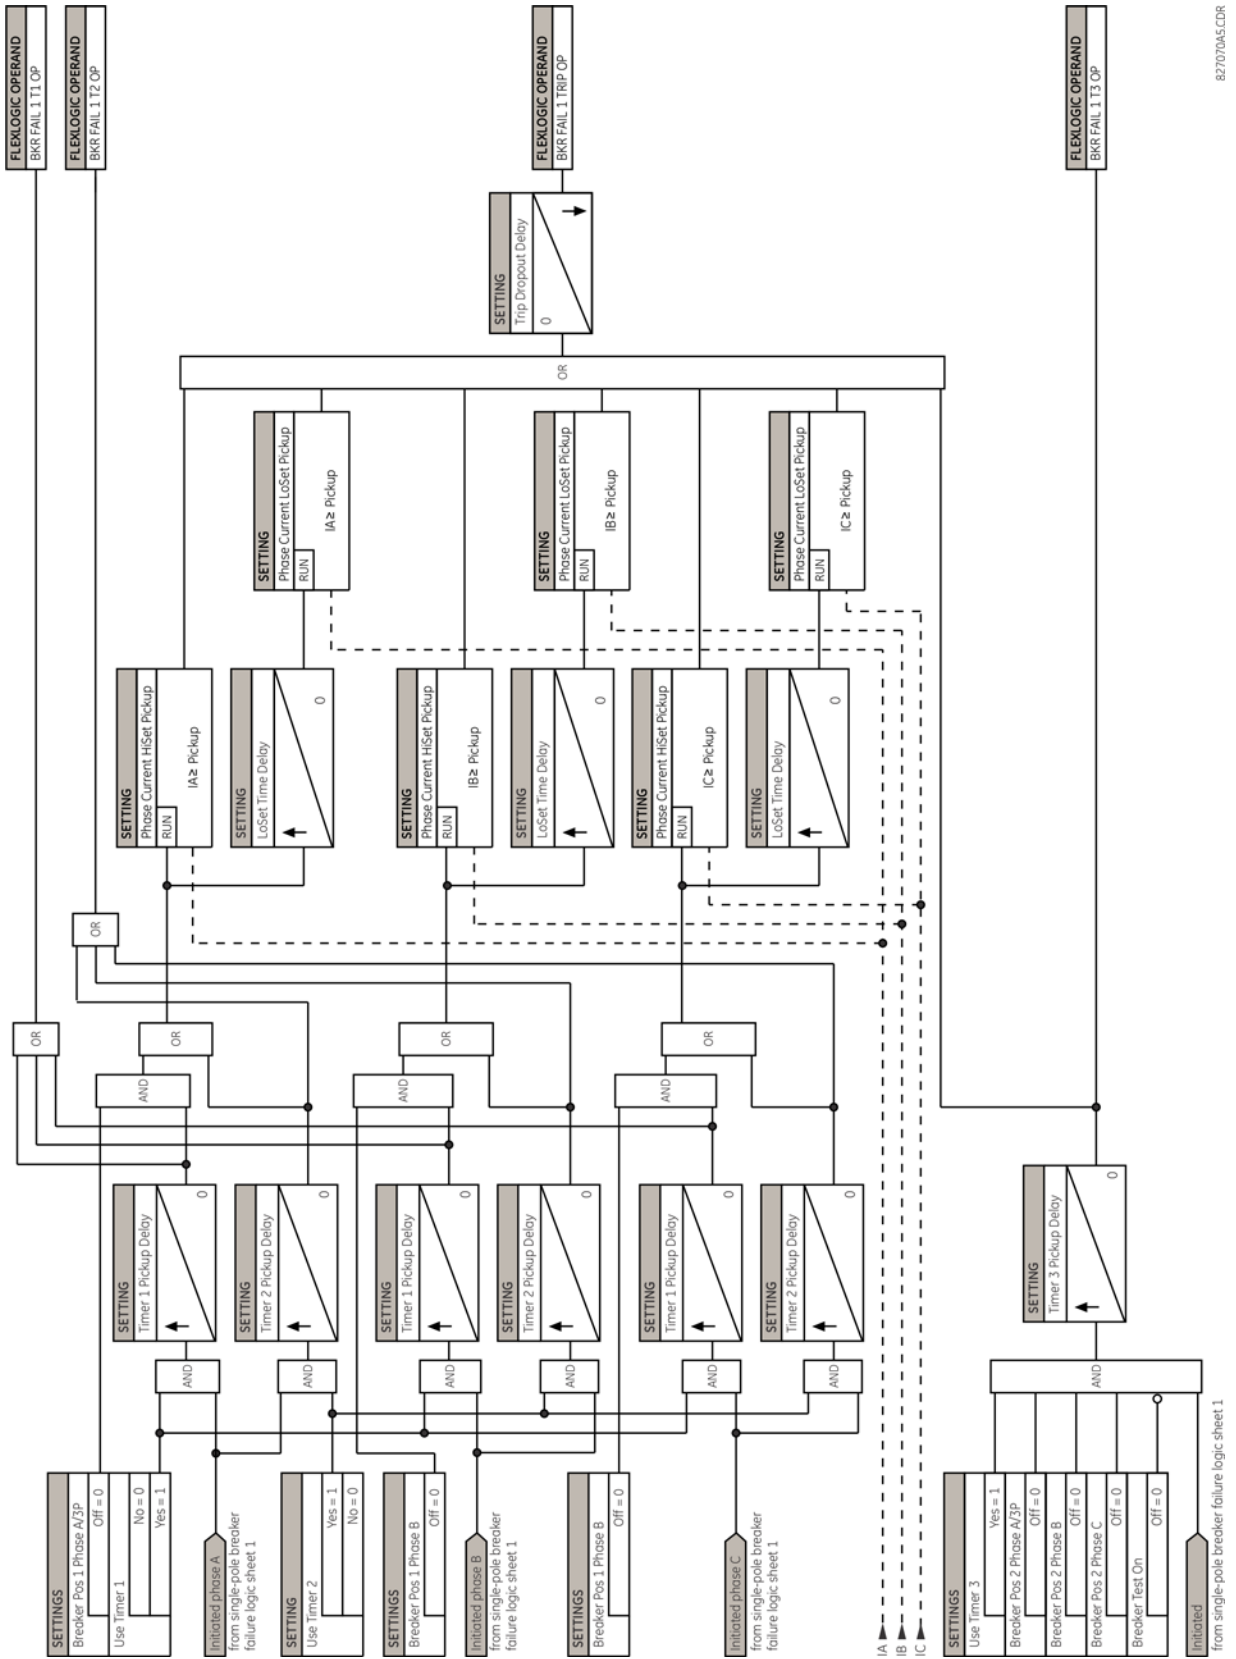 SETTINGS
Breaker Pos 1 Phase A/3P
Off = 0
Use Timer 1
No = 0
Yes = 1
Initiated phase A
from single-pole breaker
failure logic sheet 1
SETTING
Use Timer 2
Yes = 1
No = 0
SETTINGS
Breaker Pos 1 Phase B
Off = 0
Initiated phase B
from single-pole breaker
failure logic sheet 1
SETTINGS
Breaker Pos 1 Phase B
Off = 0
Initiated phase C
from single-pole breaker
failure logic sheet 1
IA
IB
IC
SETTINGS
Use Timer 3
Yes = 1
Breaker Pos 2 Phase A/3P
Off = 0
Breaker Pos 2 Phase B
Off = 0
Breaker Pos 2 Phase C
Off = 0
Breaker Test On
Off = 0
Initiated
from single-pole breaker failure logic sheet 1
AND
AND
AND
AND
AND
AND
AND
SETTING
Timer 1 Pickup Delay
0
SETTING
Timer 2 Pickup Delay
0
SETTING
Timer 1 Pickup Delay
0
SETTING
Timer 2 Pickup Delay
0
SETTING
Timer 1 Pickup Delay
0
SETTING
Timer 2 Pickup Delay
0
SETTING
Timer 3 Pickup Delay
0
AND
AND
AND
OR
OR
OR
OR
OR
SETTING
Phase Current HiSet Pickup
RUN
IA≥ Pickup
SETTING
LoSet Time Delay
0
SETTING
Phase Current HiSet Pickup
RUN
IB≥ Pickup
SETTING
LoSet Time Delay
0
SETTING
Phase Current HiSet Pickup
RUN
IC≥ Pickup
SETTING
LoSet Time Delay
0
SETTING
Phase Current LoSet Pickup
RUN
IA≥ Pickup
SETTING
Phase Current LoSet Pickup
RUN
IB≥ Pickup
SETTING
Phase Current LoSet Pickup
RUN
IC≥ Pickup
OR
SETTING
Trip Dropout Delay
0
FLEXLOGIC OPERAND
BKR FAIL 1 T1 OP
FLEXLOGIC OPERAND
BKR FAIL 1 T2 OP
FLEXLOGIC OPERAND
BKR FAIL 1 TRIP OP
FLEXLOGIC OPERAND
BKR FAIL 1 T3 OP
827070A5.CDR